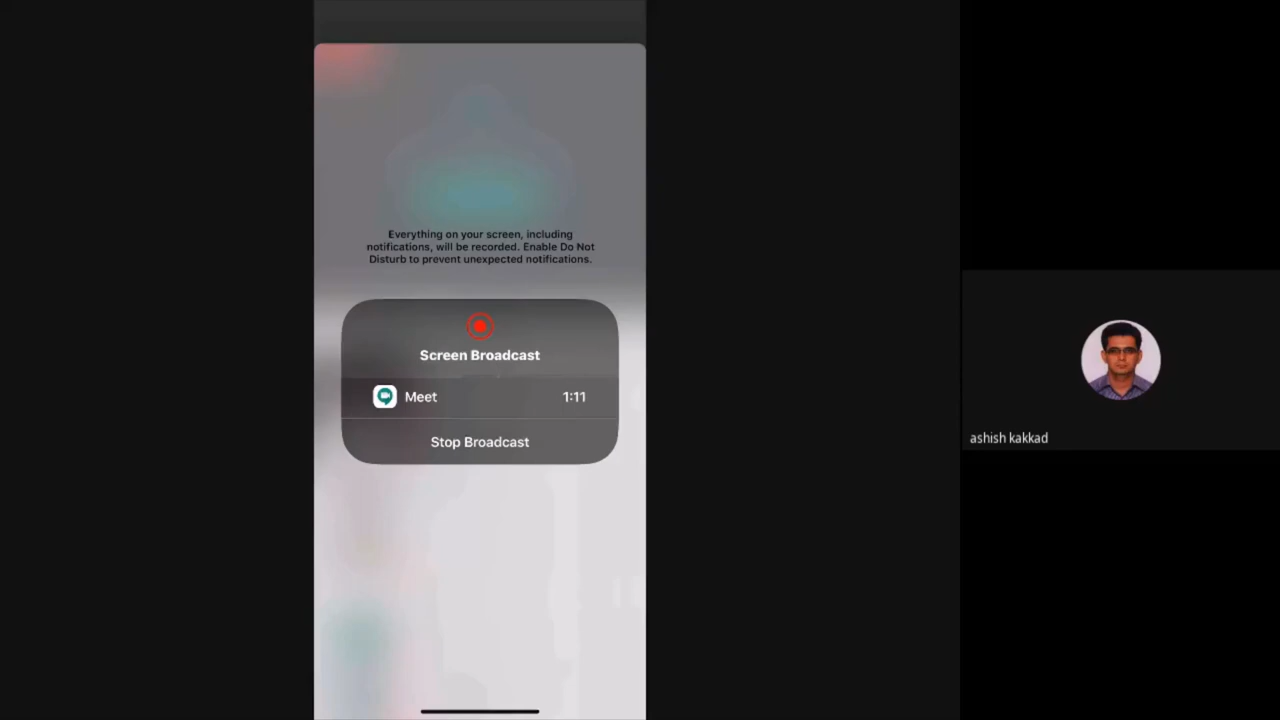 Everything on your screen, including
notifications, will be recorded. Enable Do Not
Disturb to prevent unexpected notifications.
Screen Broadcast
Meet 1:11
Stop Broadcast
ashish kakkad